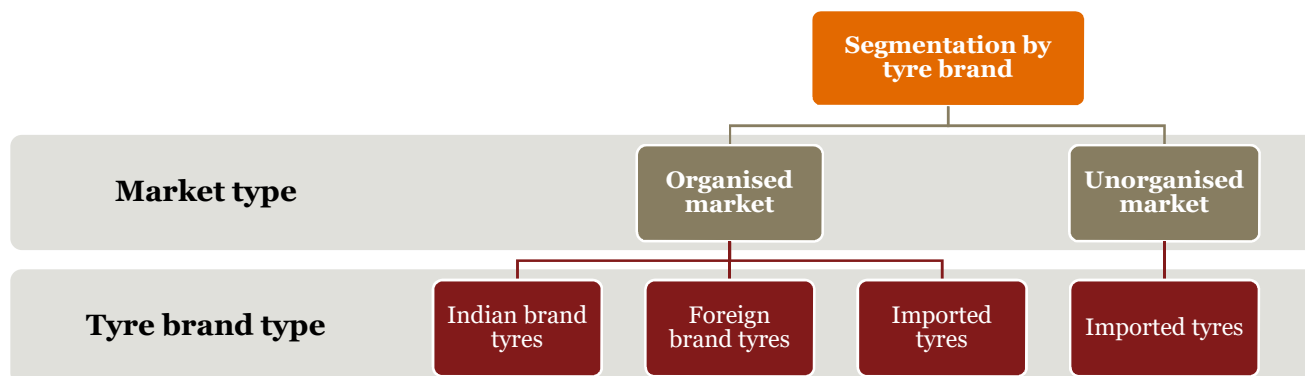 Segmentation by
tyre brand
Market type
Organised
market
Unorganised
market
Tyre brand type
Indian brand
tyres
Foreign
brand tyres
Imported
tyres
Imported tyres